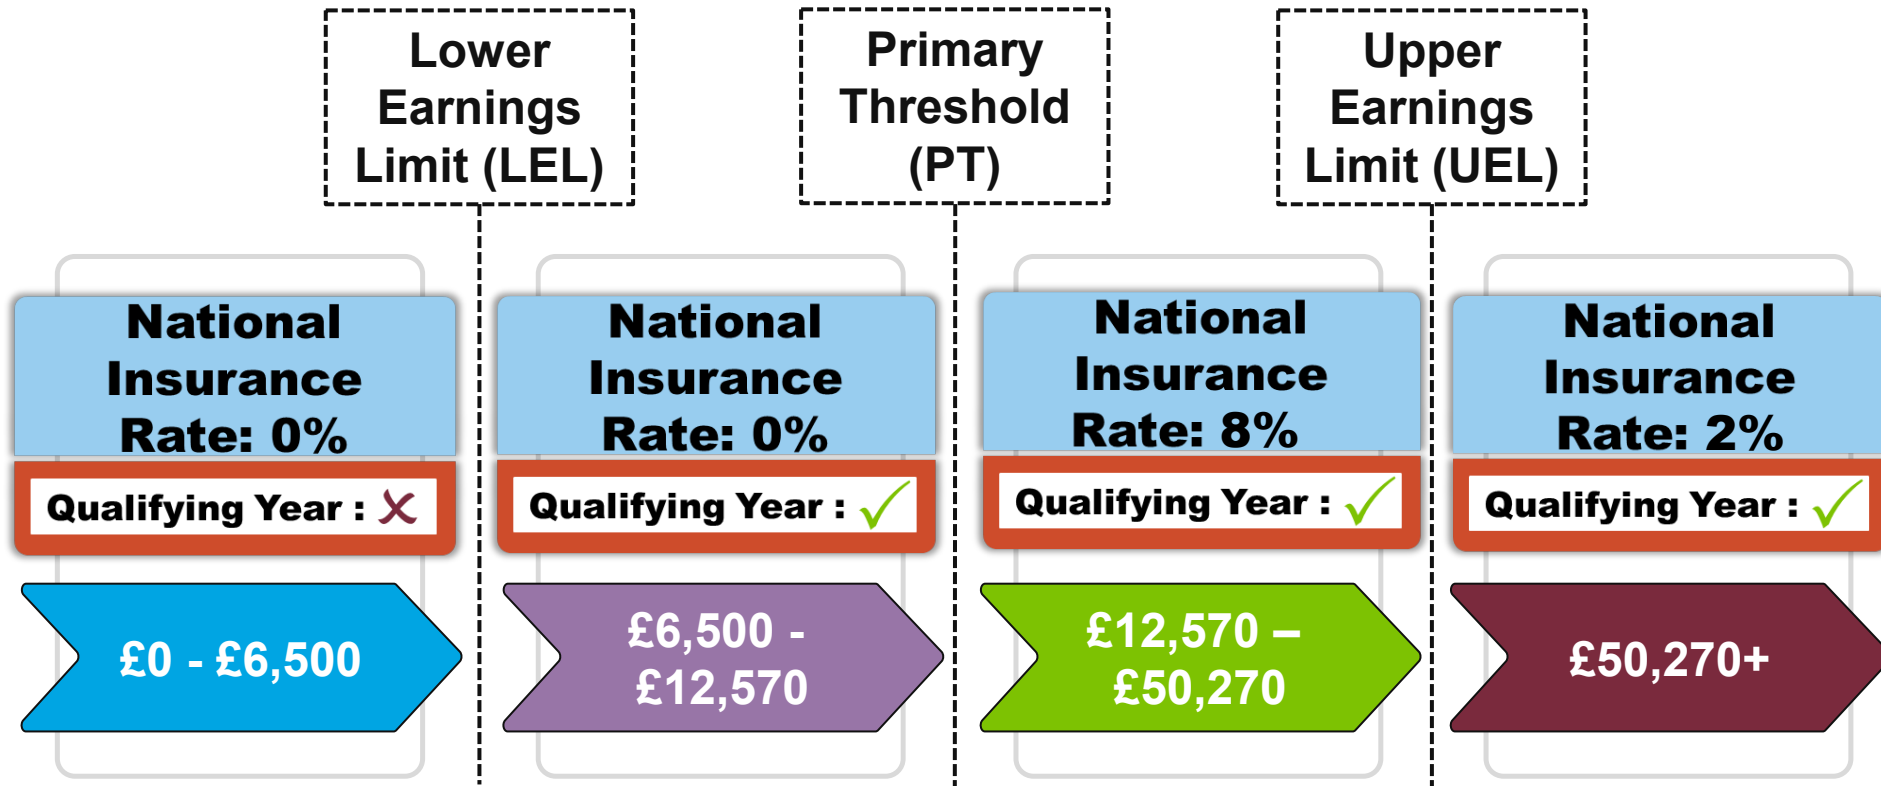 Lower
Earnings
Limit (LEL)
Primary
Threshold
(PT)
Upper
Earnings
Limit (UEL)
National
Insurance
Rate: 0%
Qualifying Year :
£0 - £6,500
National
Insurance
Rate: 0%
Qualifying Year :
£6,500 -
£12,570
National
Insurance
Rate: 8%
Qualifying Year :
£12,570 –
£50,270
National
Insurance
Rate: 2%
Qualifying Year :
£50,270+